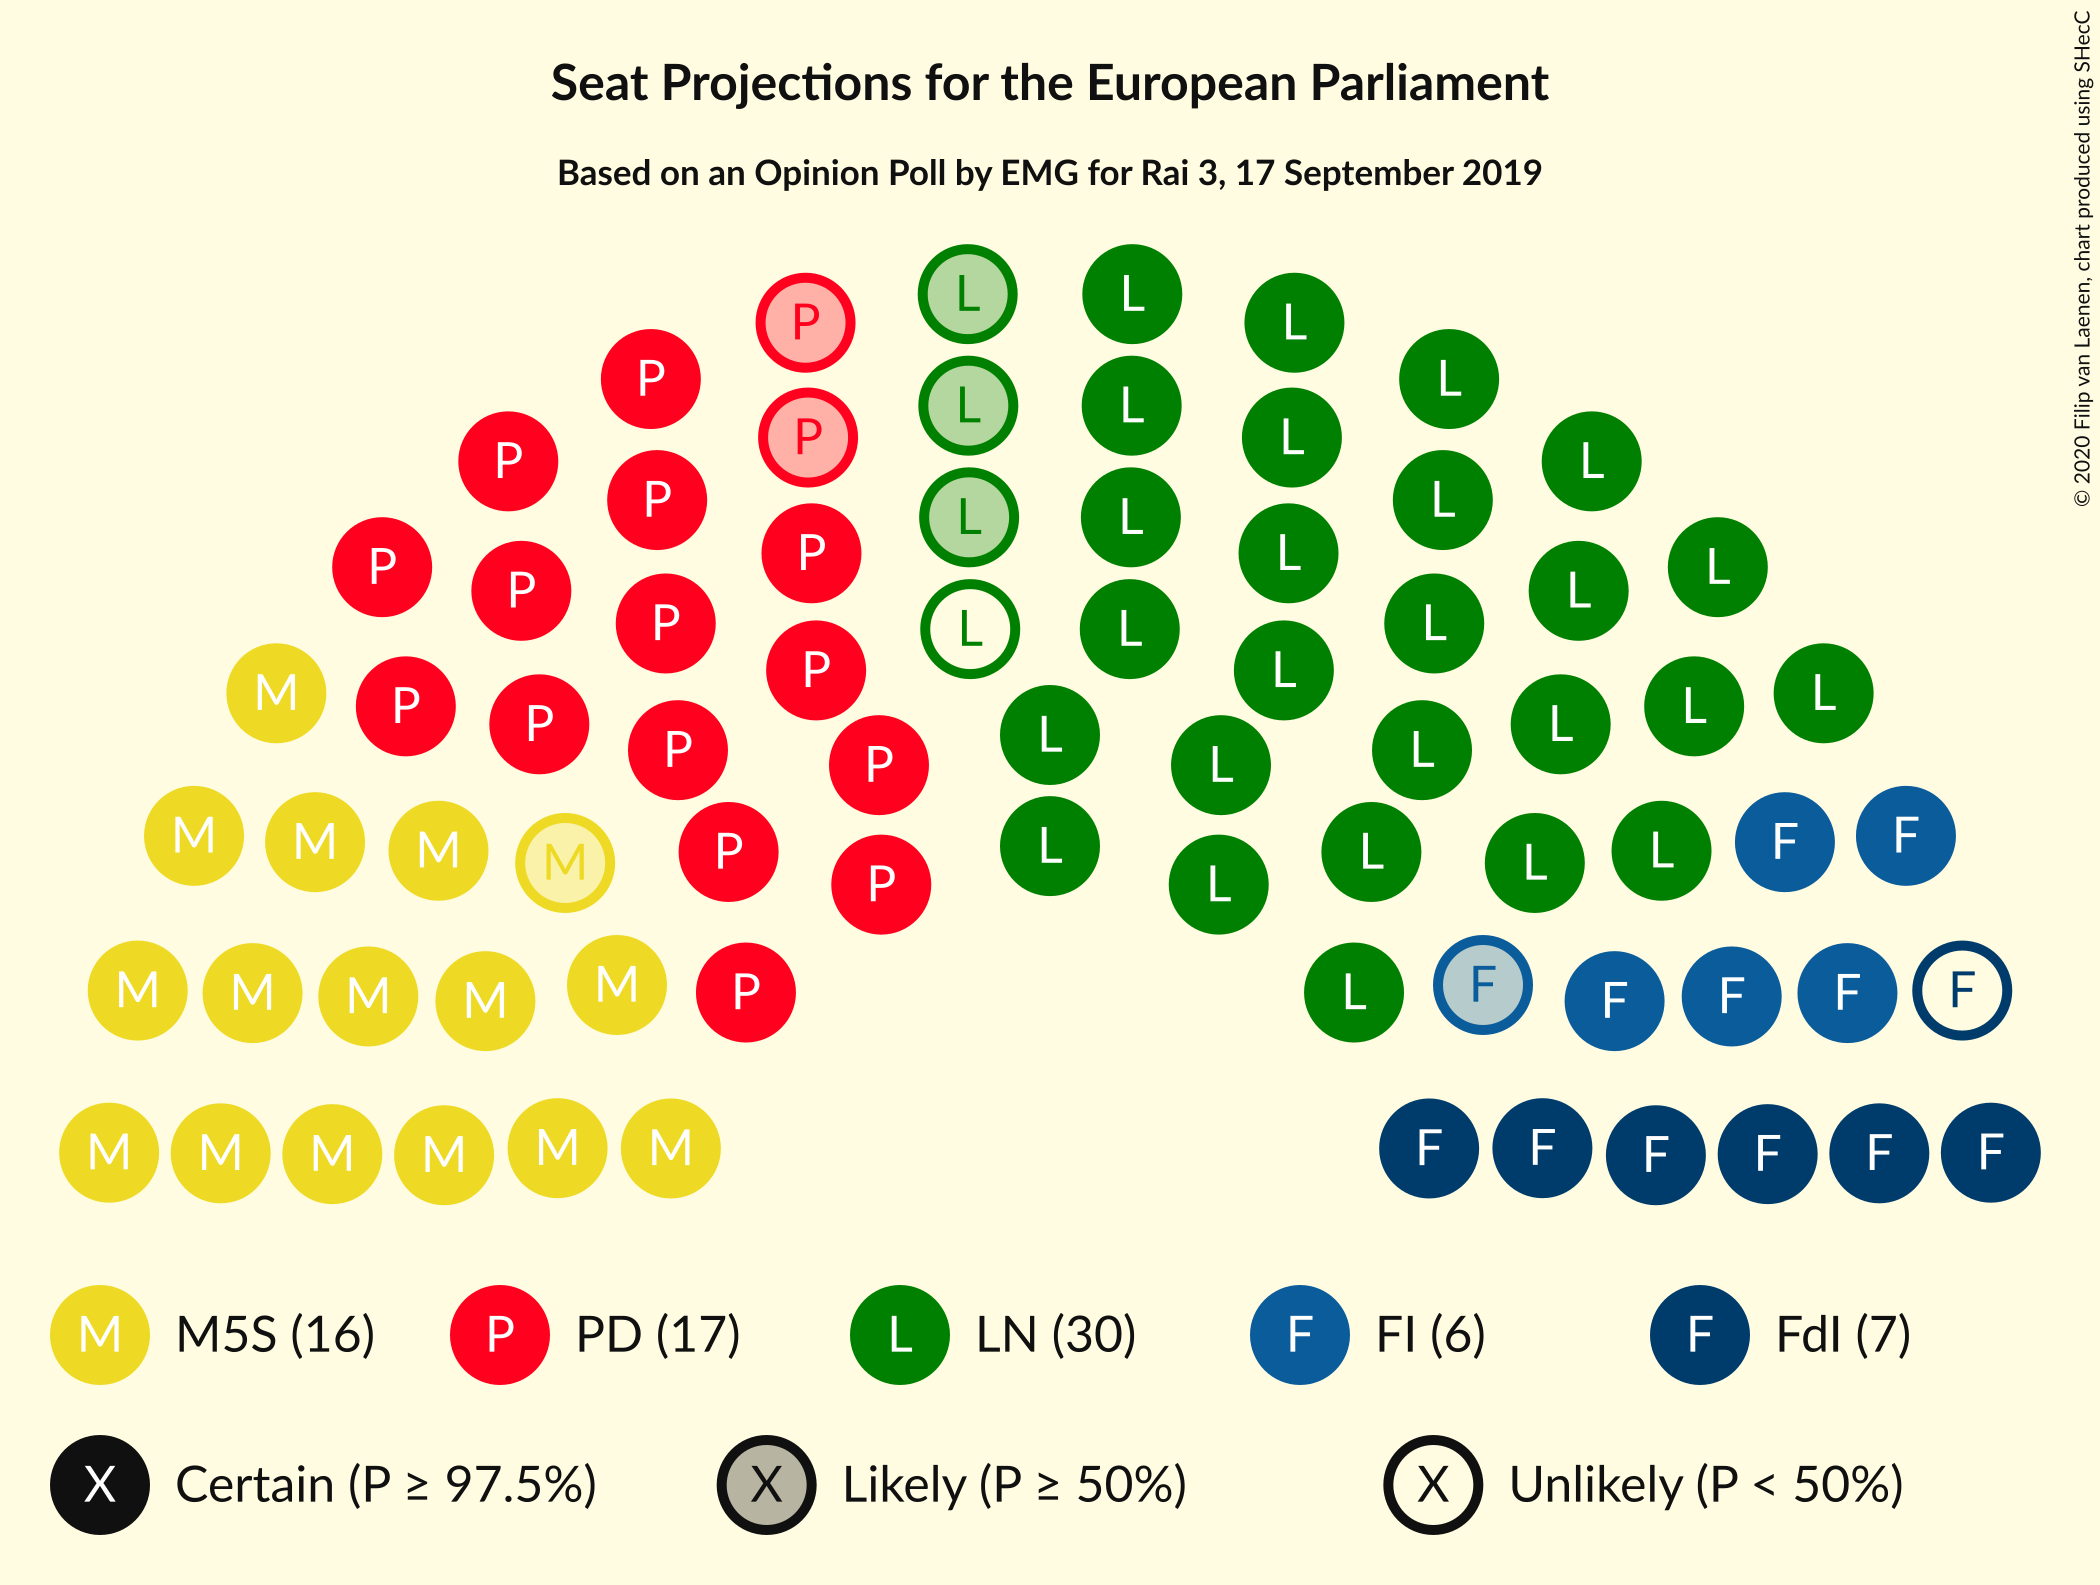 Seat Projections for the European Parliament
Based on an Opinion Poll by EMG for Rai 3, 17 September 2019
© 2020 Filip van Laenen, chart produced using SHecC
L L
P L
P L
P L L
P L L
P L
P L
P L L
P L
P L
P L
P L L
P L
M L
P L
P L
P L
P L
L
M F
M F
M L
P L
M L
L
P L
M F
M F
M F
M F
M F
M F
P L
M F
M F
M F
M F
M F
M F
M M5S (16) P PD (17) L LN (30) F FI (6) F FdI (7)
X Certain (P ≥ 97.5%) X Likely (P ≥ 50%) X Unlikely (P < 50%)